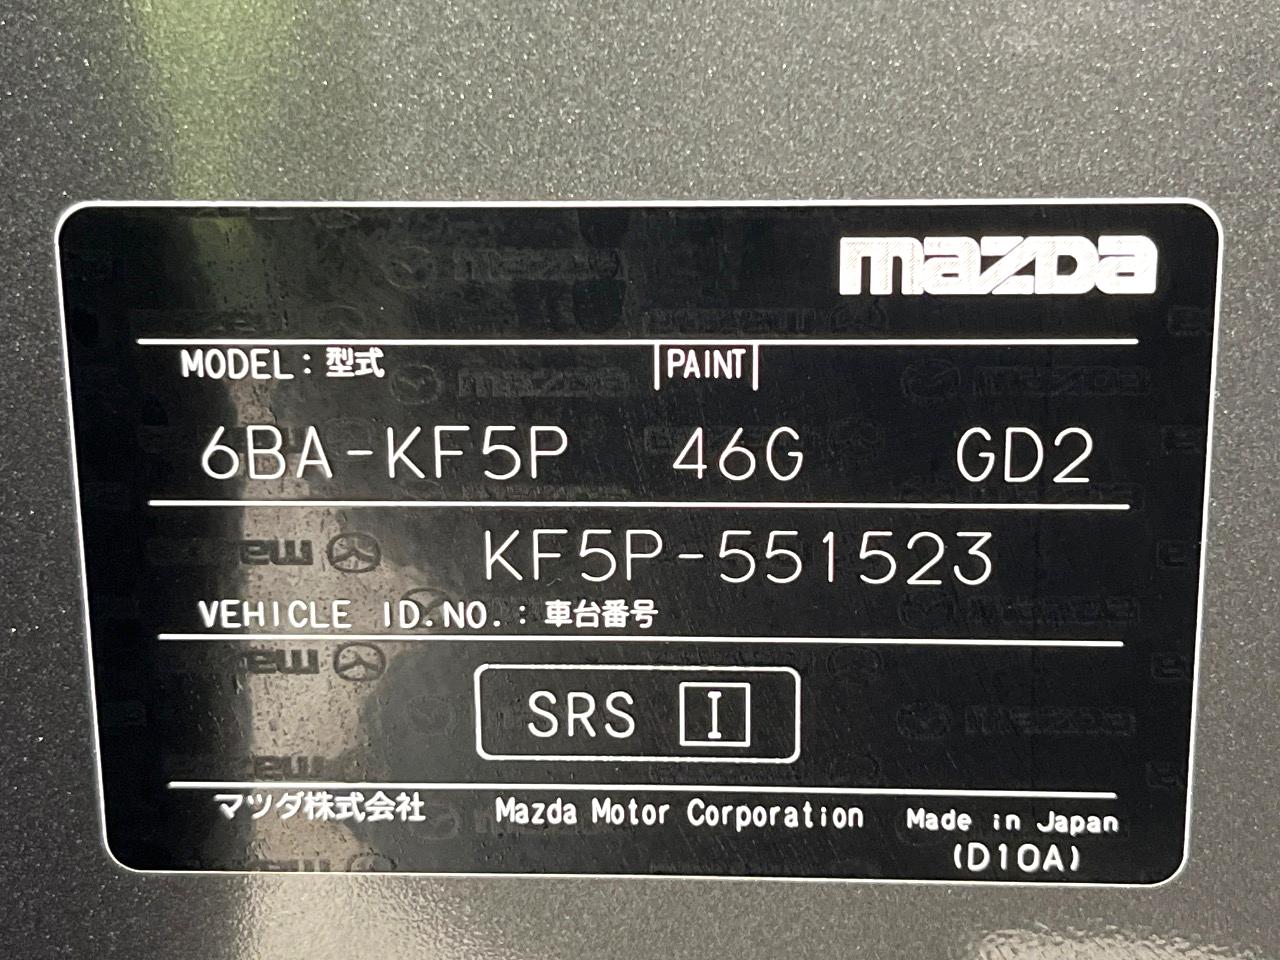 mazda
MODEL : 型式 PAINT
6BA-KF5P 46G GD2
KF5P-551523
VEHICLE ID.NO. : 車台番号
SRS I
マツダ株式会社 Mazda Motor Corporation Made in Japan
(D10A)